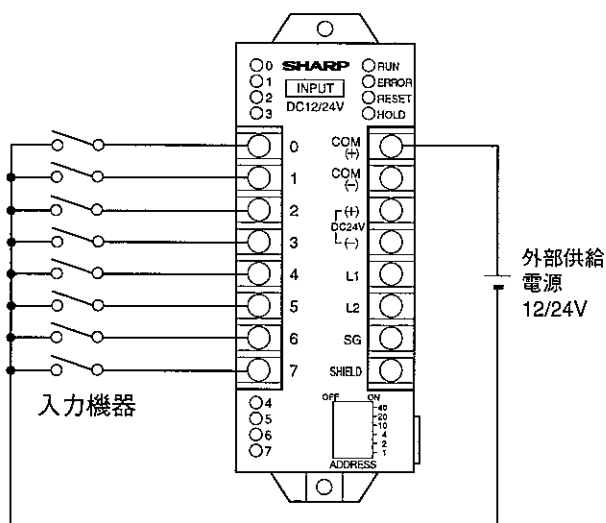 0 SHARP RUN
1 INPUT ERROR
2 DC12/24V RESET
3 HOLD
0 COM (+)
1 COM (−)
2 (+)
DC24V
3 (−)
4 L1
5 L2
6 SG
7 SHIELD
外部供給
電源
12/24V
入力機器
OFF ON
4 40
5 20
6 10
7 4
2
1
ADDRESS